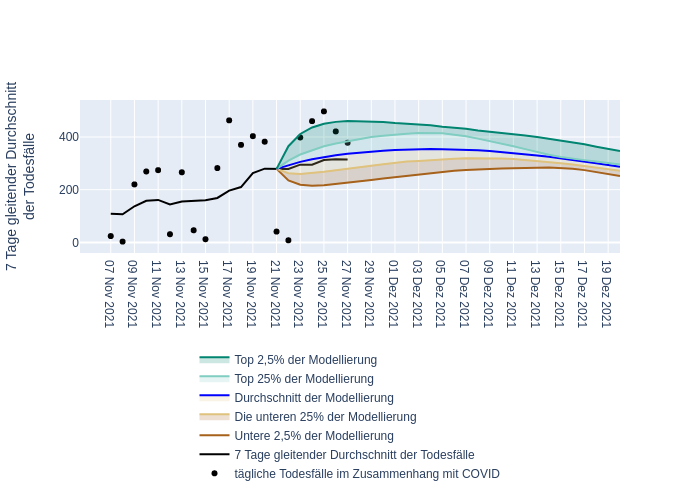 7 Tage gleitender Durchschnitt
der Todesfälle
400
200
0
07 Nov 2021
09 Nov 2021
11 Nov 2021
13 Nov 2021
15 Nov 2021
17 Nov 2021
19 Nov 2021
21 Nov 2021
23 Nov 2021
25 Nov 2021
27 Nov 2021
29 Nov 2021
01 Dez 2021
03 Dez 2021
05 Dez 2021
07 Dez 2021
09 Dez 2021
11 Dez 2021
13 Dez 2021
15 Dez 2021
17 Dez 2021
19 Dez 2021
Top 2,5% der Modellierung
Top 25% der Modellierung
Durchschnitt der Modellierung
Die unteren 25% der Modellierung
Untere 2,5% der Modellierung
7 Tage gleitender Durchschnitt der Todesfälle
tägliche Todesfälle im Zusammenhang mit COVID